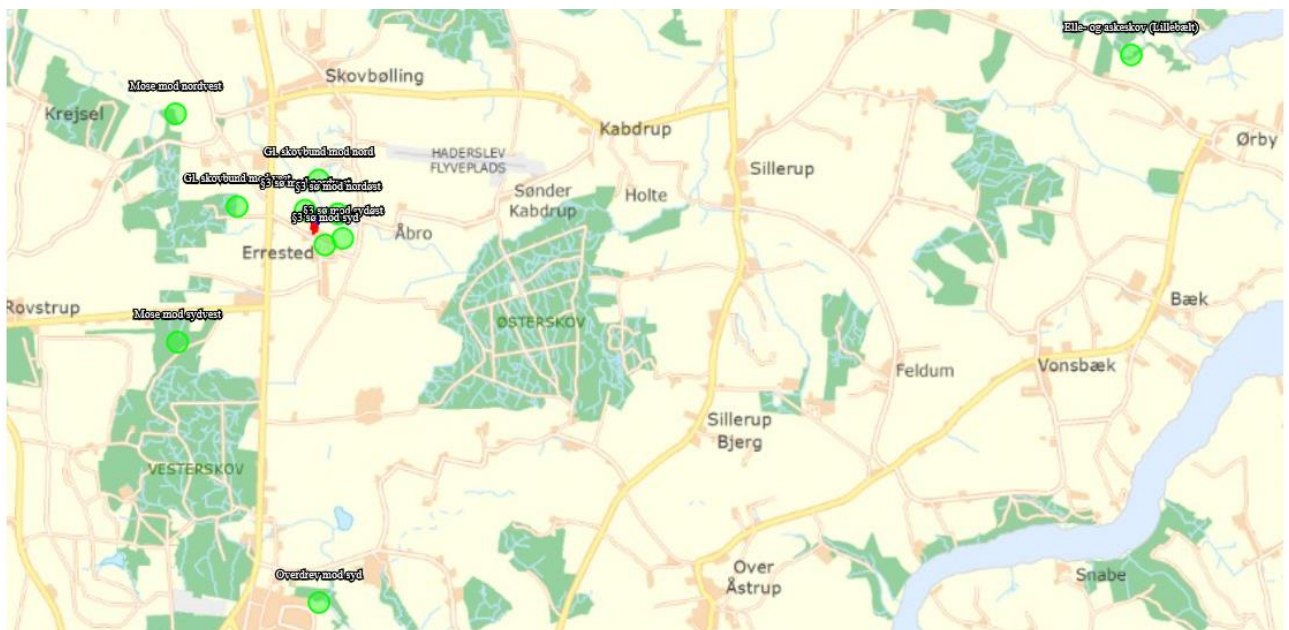 Elle- og askeskov (Lillebælt)
Skovbølling
Mose mod nordvest
Krejsel
Kabdrup
Ørby
Gl. skovbund mod nord
HADERSLEV
FLYVEPLADS
Sillerup
Gl. skovbund mod vest
§3 sø mod nordøst
Sønder
Kabdrup
Holte
§3 sø mod sydøst
§3 sø mod syd
Åbro
Errested
Rovstrup
Mose mod sydvest
ØSTERSKOV
Bæk
Feldum
Vonsbæk
Sillerup
Bjerg
VESTERSKOV
Overdrev mod syd
Over
Åstrup
Snabe